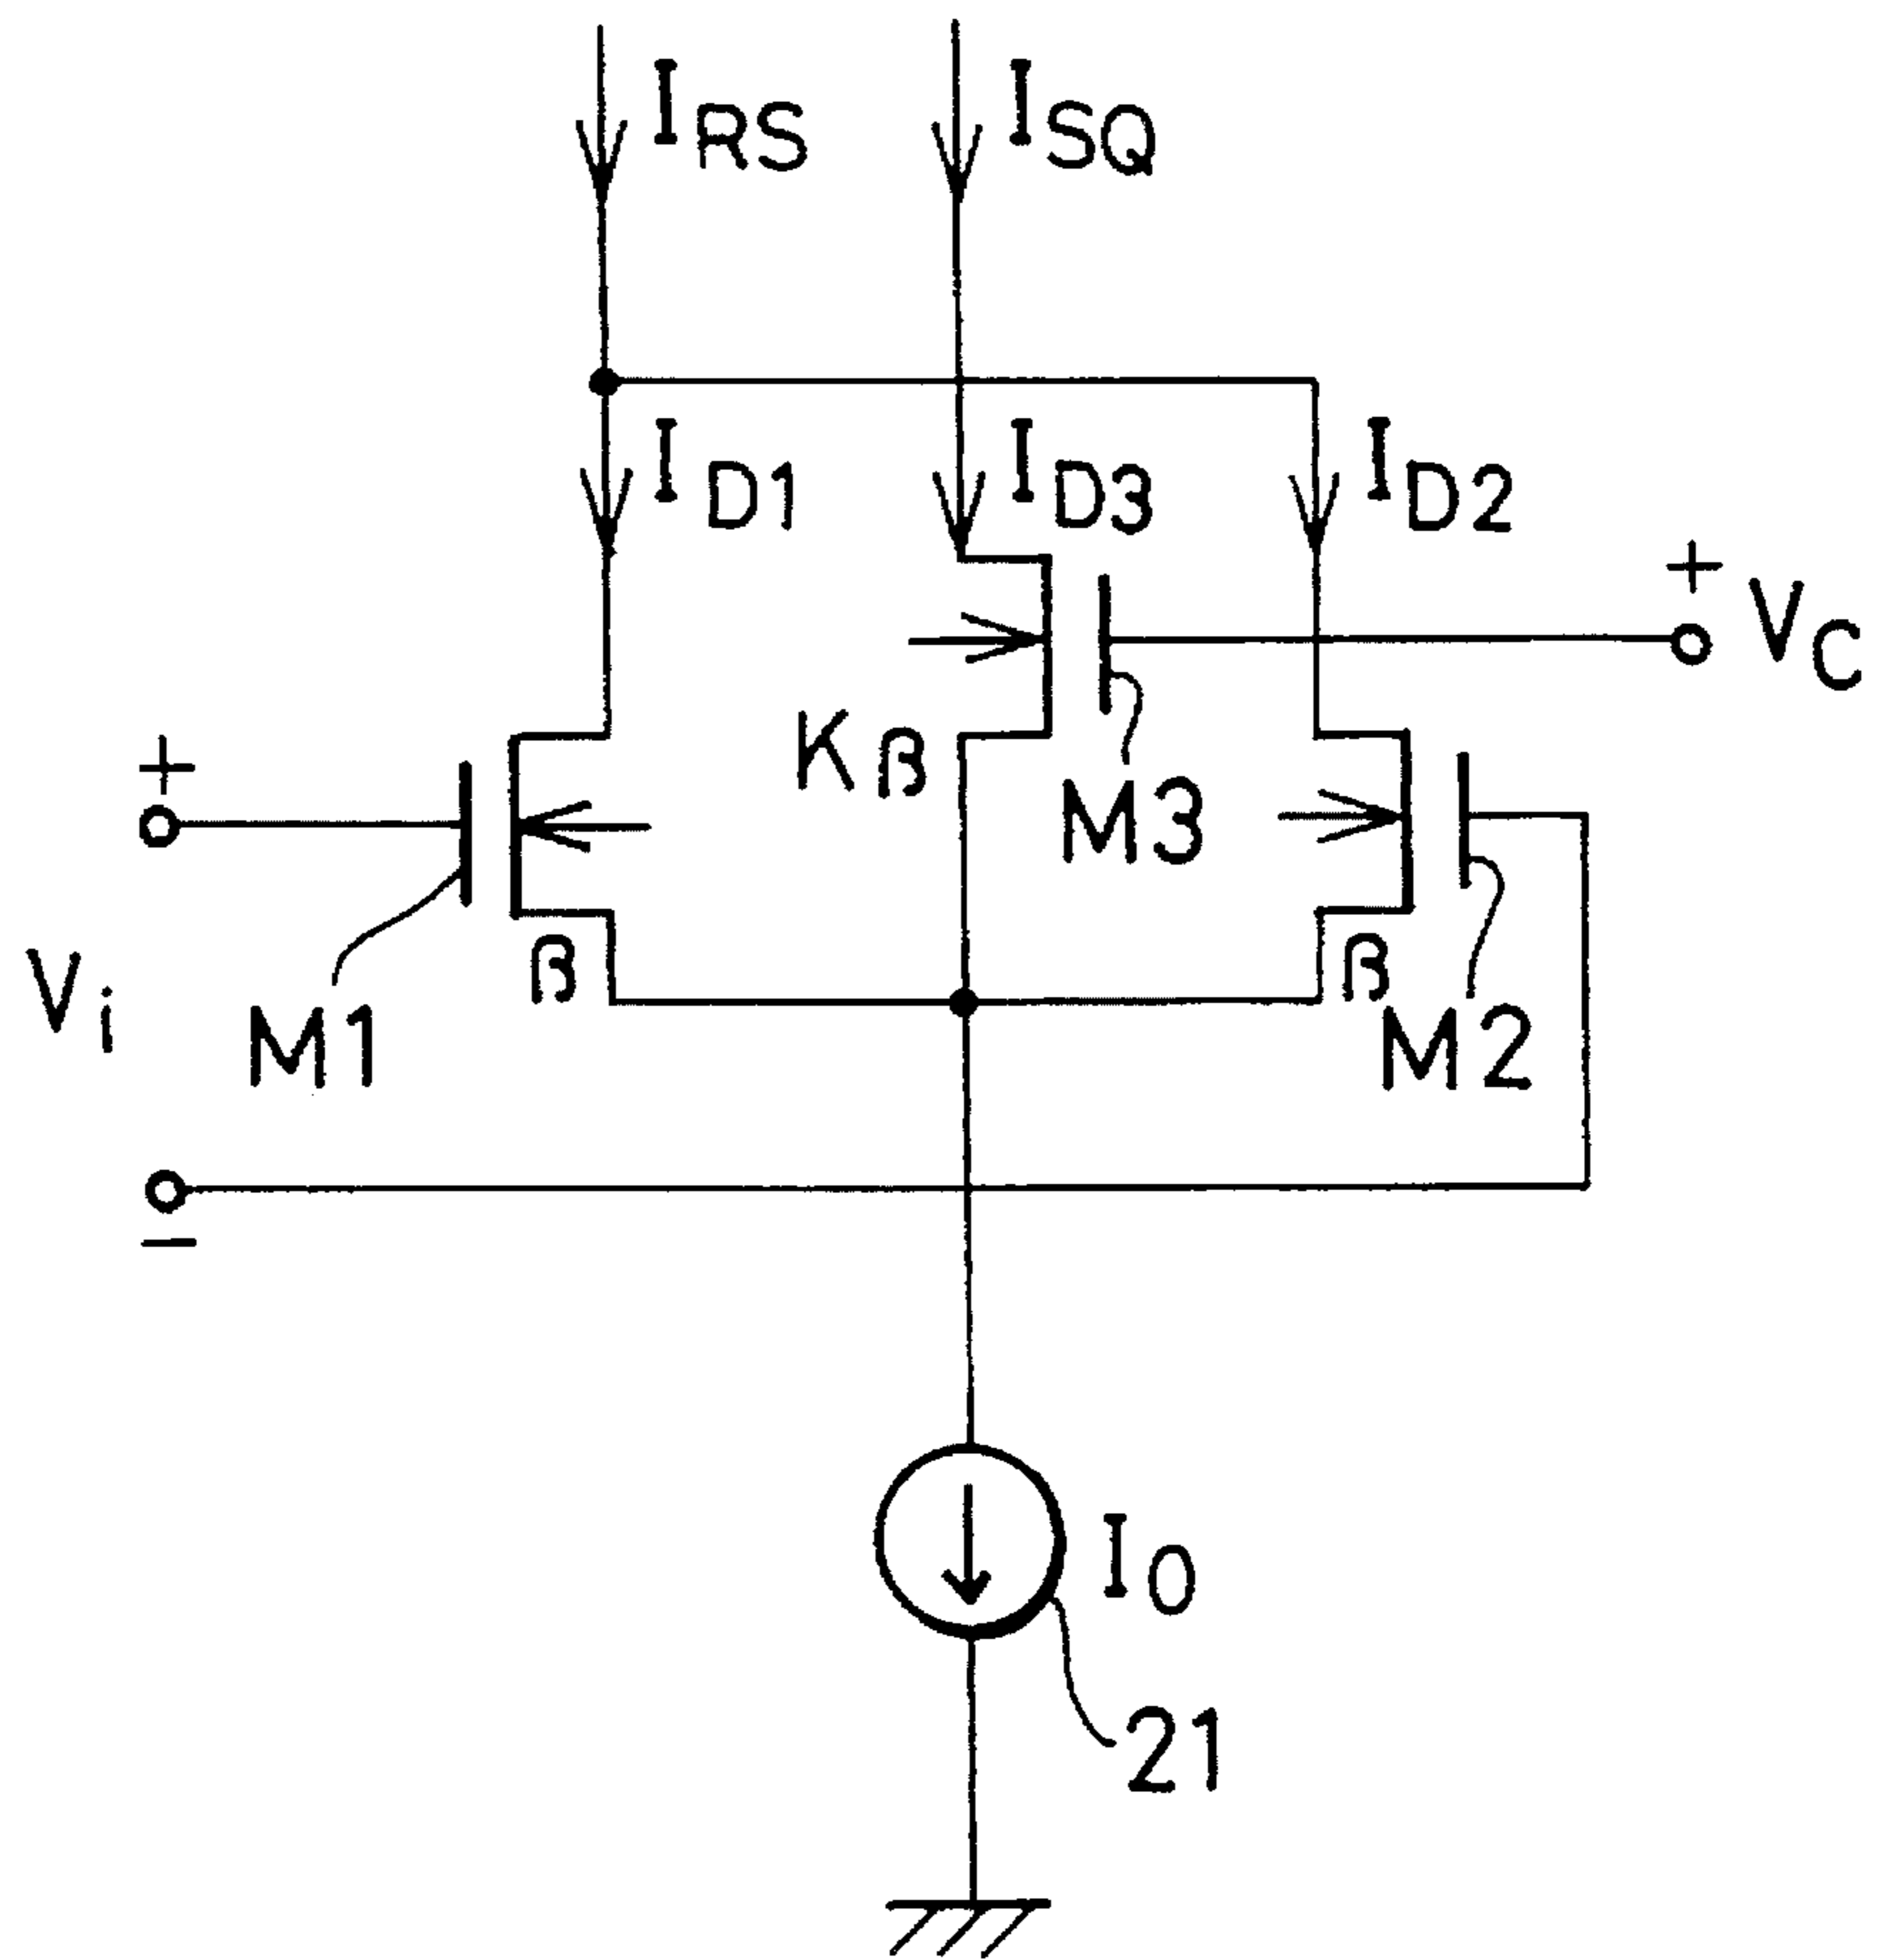 I_RS I_SQ
I_D1 I_D3 I_D2
+ V_C
Kβ
+
M3
V_i
β β
M1 M2
−
I_0
21